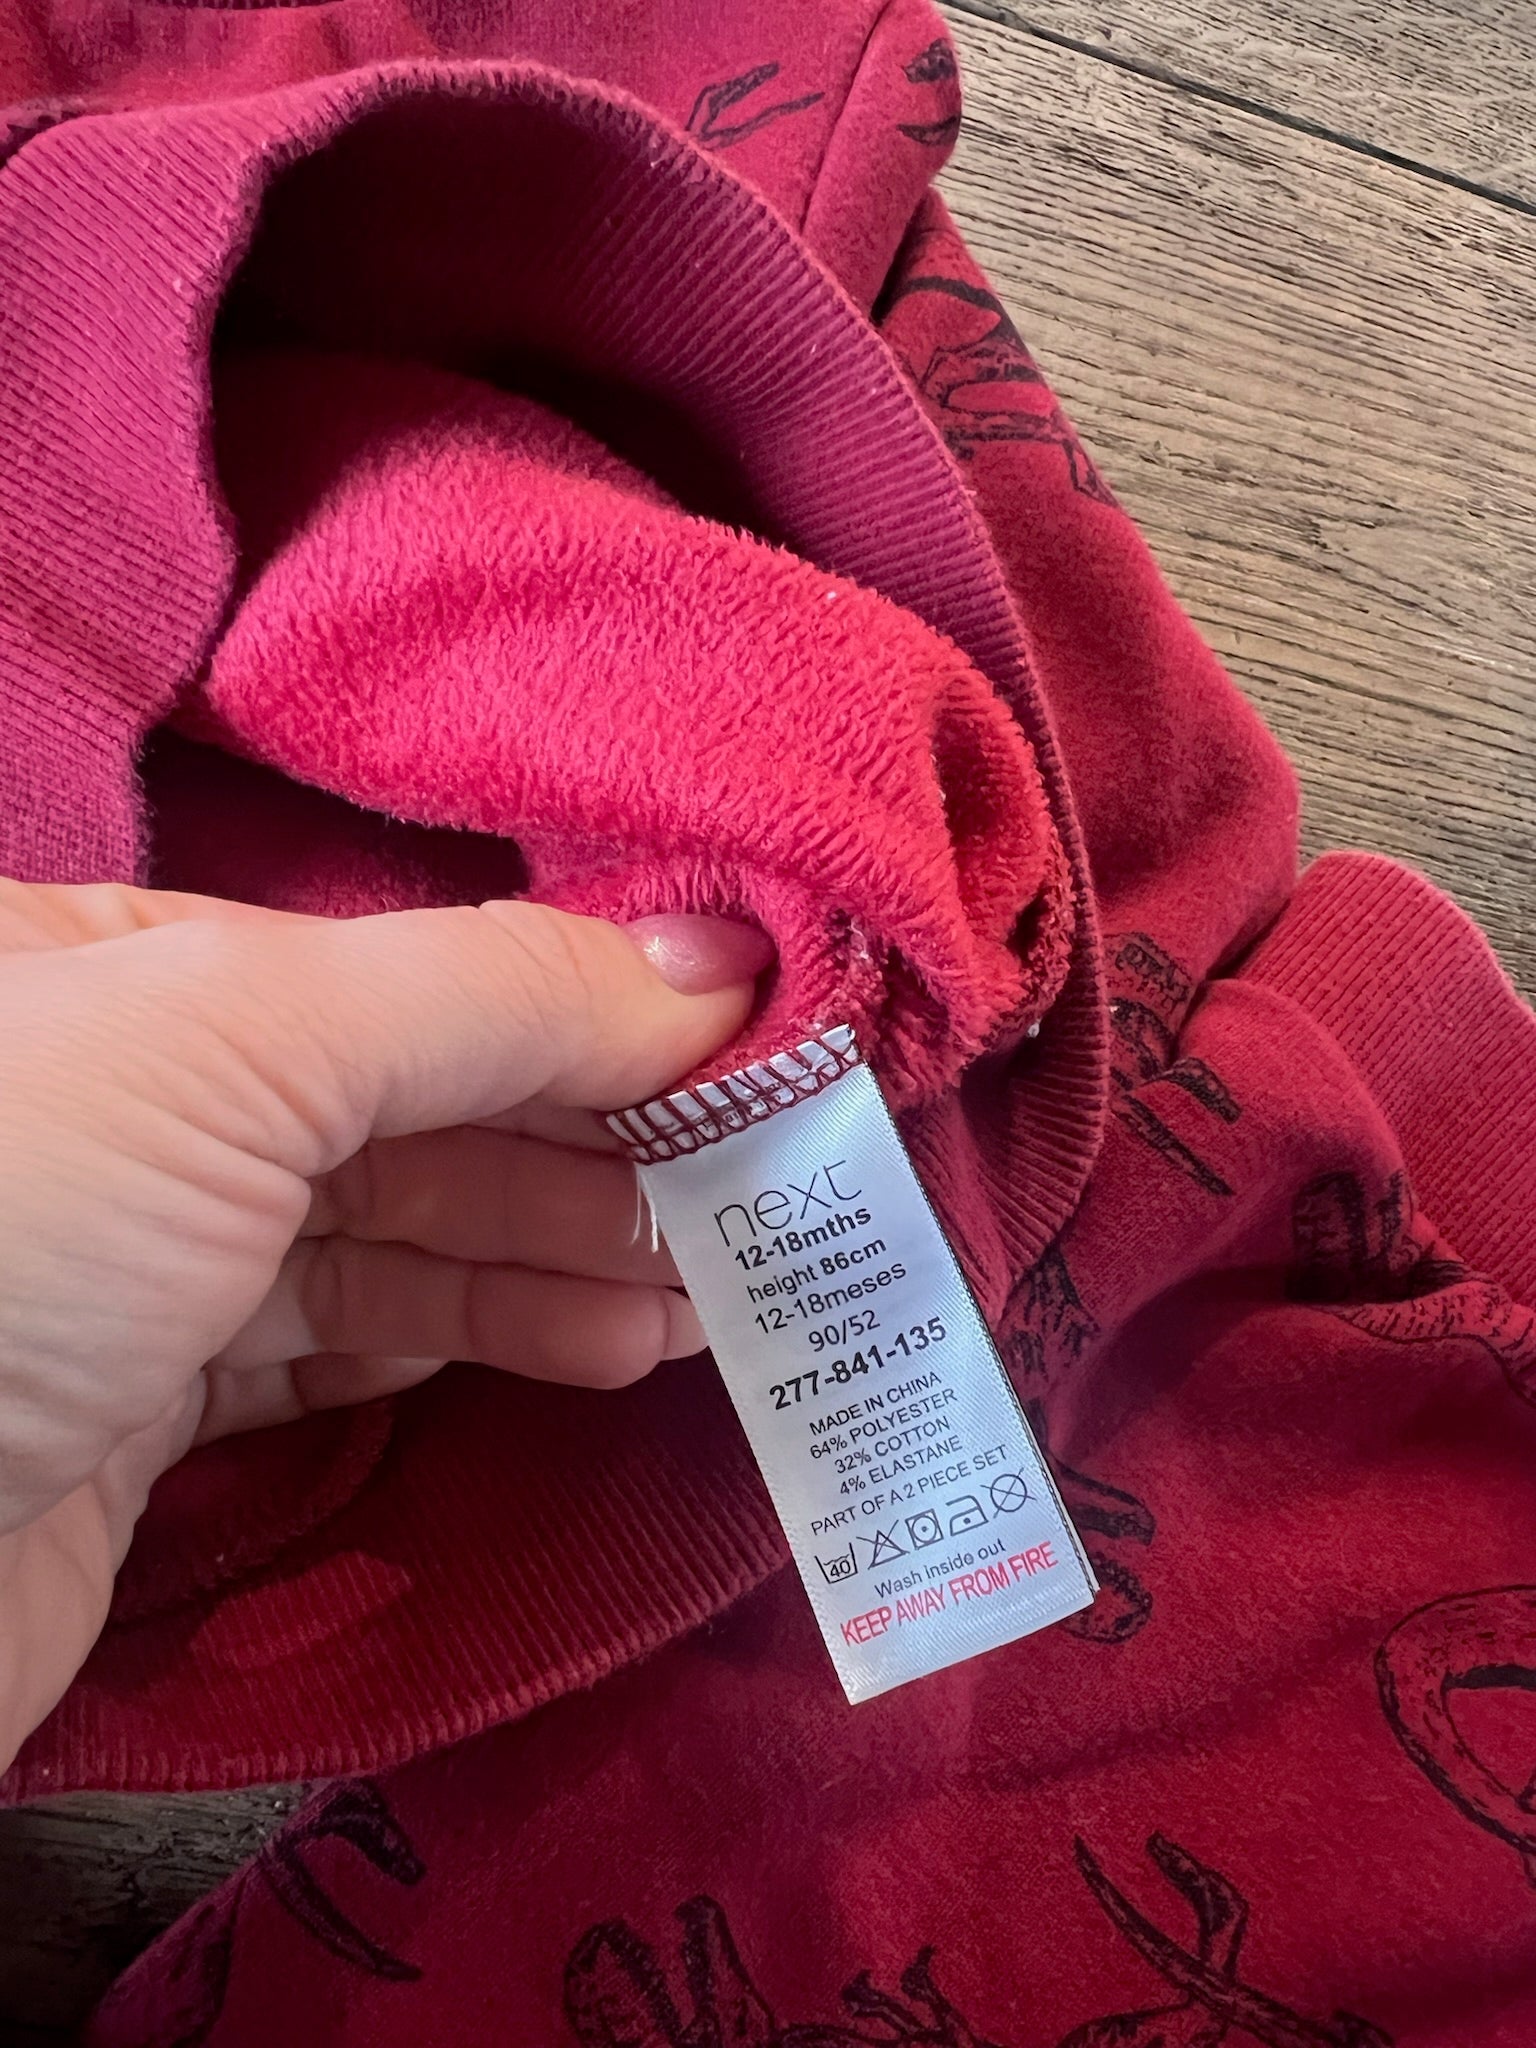 next
12-18mths
height 86cm
12-18meses
90/52
277-841-135
MADE IN CHINA
64% POLYESTER
32% COTTON
4% ELASTANE
PART OF A 2 PIECE SET
40
Wash inside out
KEEP AWAY FROM FIRE